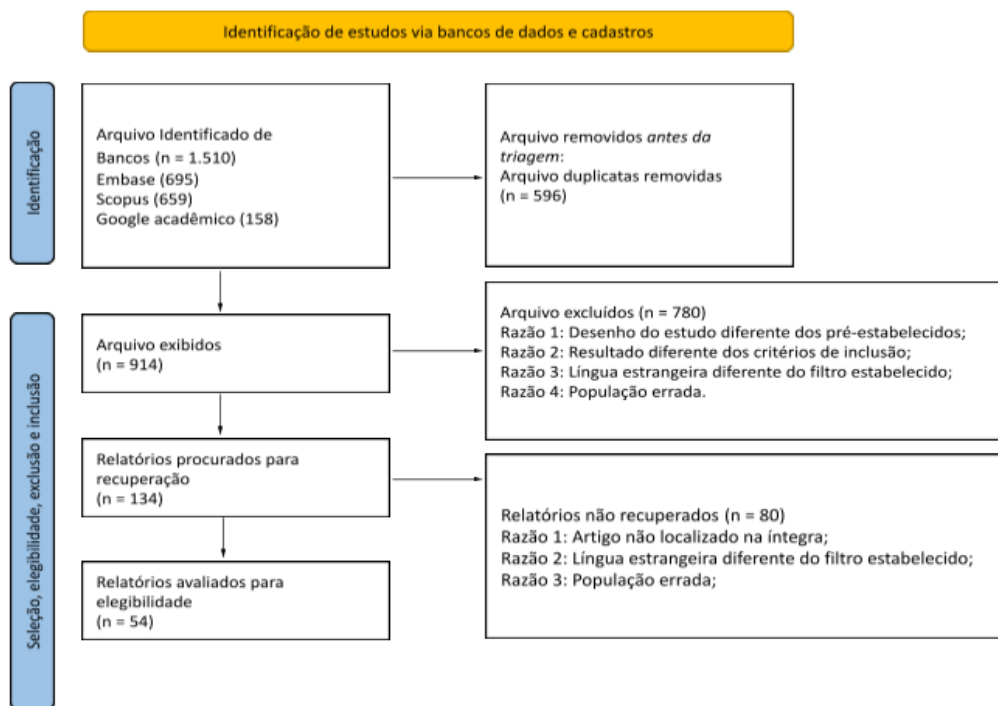 Identificação de estudos via bancos de dados e cadastros
Identificação
Arquivo Identificado de
Bancos (n = 1.510)
Embase (695)
Scopus (659)
Google acadêmico (158)
Arquivo removidos antes da
triagem:
Arquivo duplicatas removidas
(n = 596)
Seleção, elegibilidade, exclusão e inclusão
Arquivo exibidos
(n = 914)
Arquivo excluídos (n = 780)
Razão 1: Desenho do estudo diferente dos pré-estabelecidos;
Razão 2: Resultado diferente dos critérios de inclusão;
Razão 3: Língua estrangeira diferente do filtro estabelecido;
Razão 4: População errada.
Relatórios procurados para
recuperação
(n = 134)
Relatórios não recuperados (n = 80)
Razão 1: Artigo não localizado na íntegra;
Razão 2: Língua estrangeira diferente do filtro estabelecido;
Razão 3: População errada;
Relatórios avaliados para
elegibilidade
(n = 54)